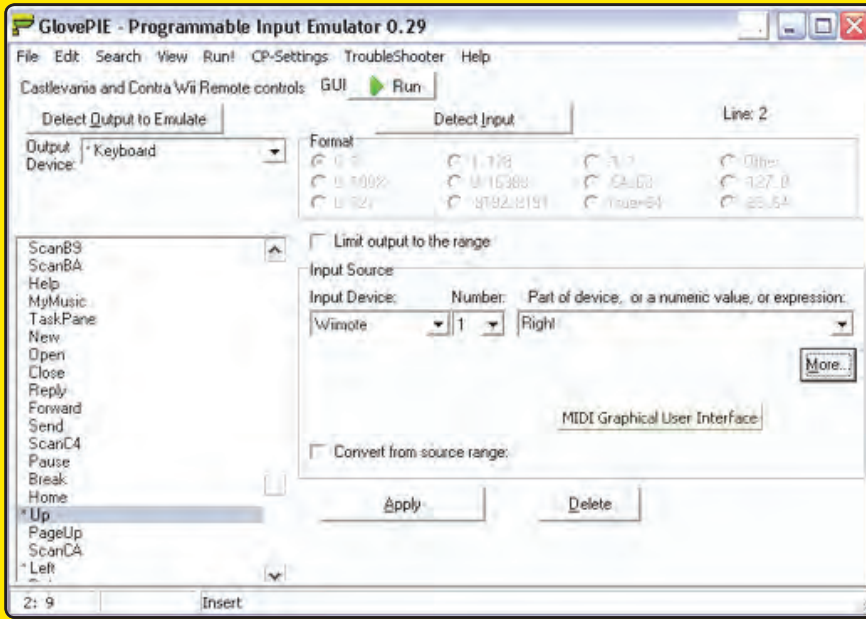 GlovePIE - Programmable Input Emulator 0.29
File Edit Search View Run! CP-Settings TroubleShooter Help
Castlevania and Contra Wii Remote controls GUI Run
Detect Output to Emulate
Detect Input
Line: 2
Output Device:
* Keyboard
Format
Other
ScanB9
ScanBA
Help
MyMusic
TaskPane
New
Open
Close
Reply
Forward
Send
ScanC4
Pause
Break
Home
* Up
PageUp
ScanCA
* Left
Limit output to the range
Input Source
Input Device:
Number:
Part of device, or a numeric value, or expression:
Wiimote
1
Right
More...
MIDI Graphical User Interface
Convert from source range:
Apply
Delete
2: 9
Insert